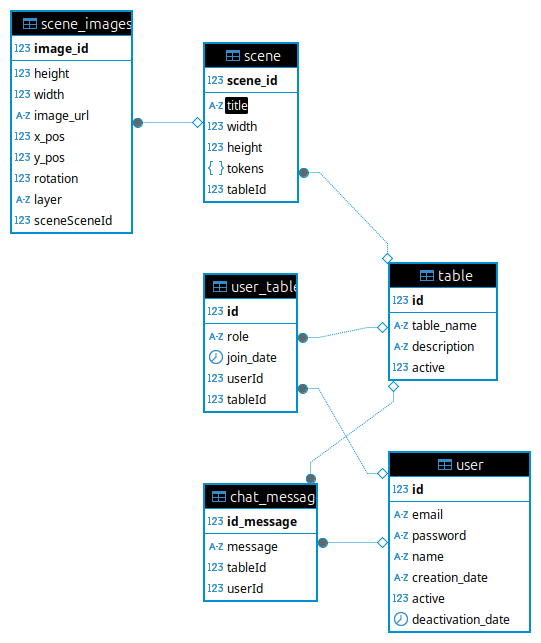 scene_images
123 image_id
123 height
123 width
A-Z image_url
123 x_pos
123 y_pos
123 rotation
A-Z layer
123 sceneSceneId
scene
123 scene_id
A-Z title
123 width
123 height
{ } tokens
123 tableId
table
123 id
A-Z table_name
A-Z description
123 active
user_table
123 id
A-Z role
join_date
123 userId
123 tableId
user
123 id
A-Z email
A-Z password
A-Z name
A-Z creation_date
123 active
deactivation_date
chat_messag
123 id_message
A-Z message
123 tableId
123 userId